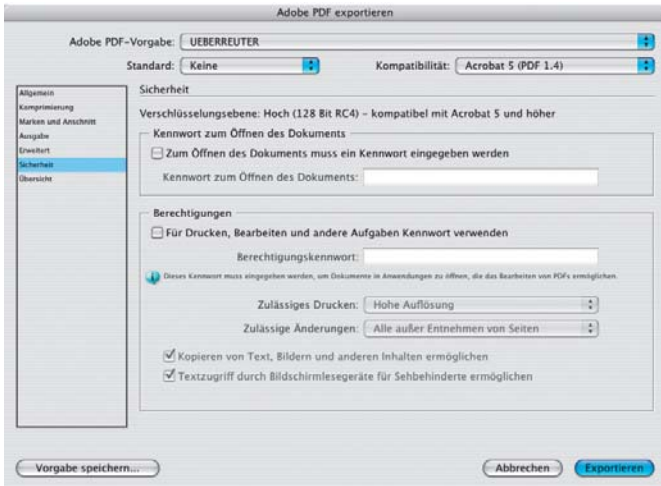 Adobe PDF exportieren
Adobe PDF-Vorgabe: UEBERREUTER
Standard: Keine Kompatibilität: Acrobat 5 (PDF 1.4)
Allgemein
Komprimierung
Marken und Anschnitt
Ausgabe
Erweitert
Sicherheit
Übersicht
Sicherheit
Verschlüsselungsebene: Hoch (128 Bit RC4) – kompatibel mit Acrobat 5 und höher
Kennwort zum Öffnen des Dokuments
Zum Öffnen des Dokuments muss ein Kennwort eingegeben werden
Kennwort zum Öffnen des Dokuments:
Berechtigungen
Für Drucken, Bearbeiten und andere Aufgaben Kennwort verwenden
Berechtigungskennwort:
Dieses Kennwort muss eingegeben werden, um Dokumente in Anwendungen zu öffnen, die das Bearbeiten von PDFs ermöglichen.
Zulässiges Drucken: Hohe Auflösung
Zulässige Änderungen: Alle außer Entnehmen von Seiten
Kopieren von Text, Bildern und anderen Inhalten ermöglichen
Textzugriff durch Bildschirmlesegeräte für Sehbehinderte ermöglichen
Vorgabe speichern... Abbrechen Exportieren